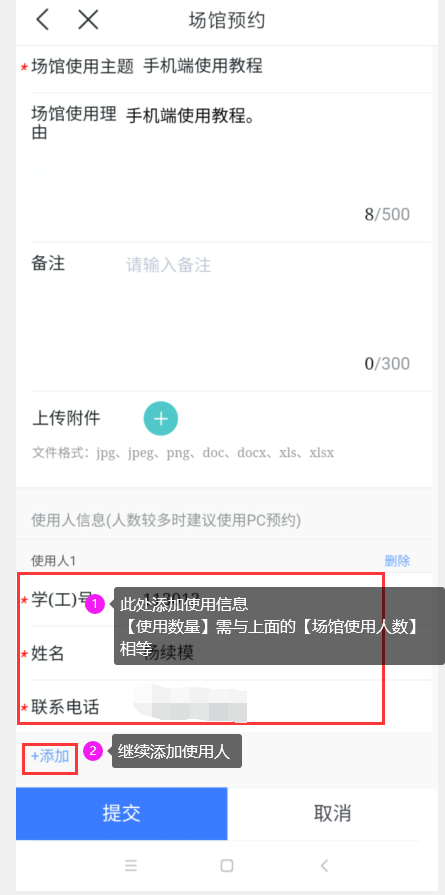 场馆预约
*场馆使用主题 手机端使用教程
场馆使用理由 手机端使用教程。
8/500
备注 请输入备注
0/300
上传附件
文件格式：jpg、jpeg、png、doc、docx、xls、xlsx
使用人信息(人数较多时建议使用PC预约)
使用人1 删除
*学(工)号
1 此处添加使用信息
【使用数量】需与上面的【场馆使用人数】
相等
*姓名 杨续模
*联系电话
+添加 2 继续添加使用人
提交 取消